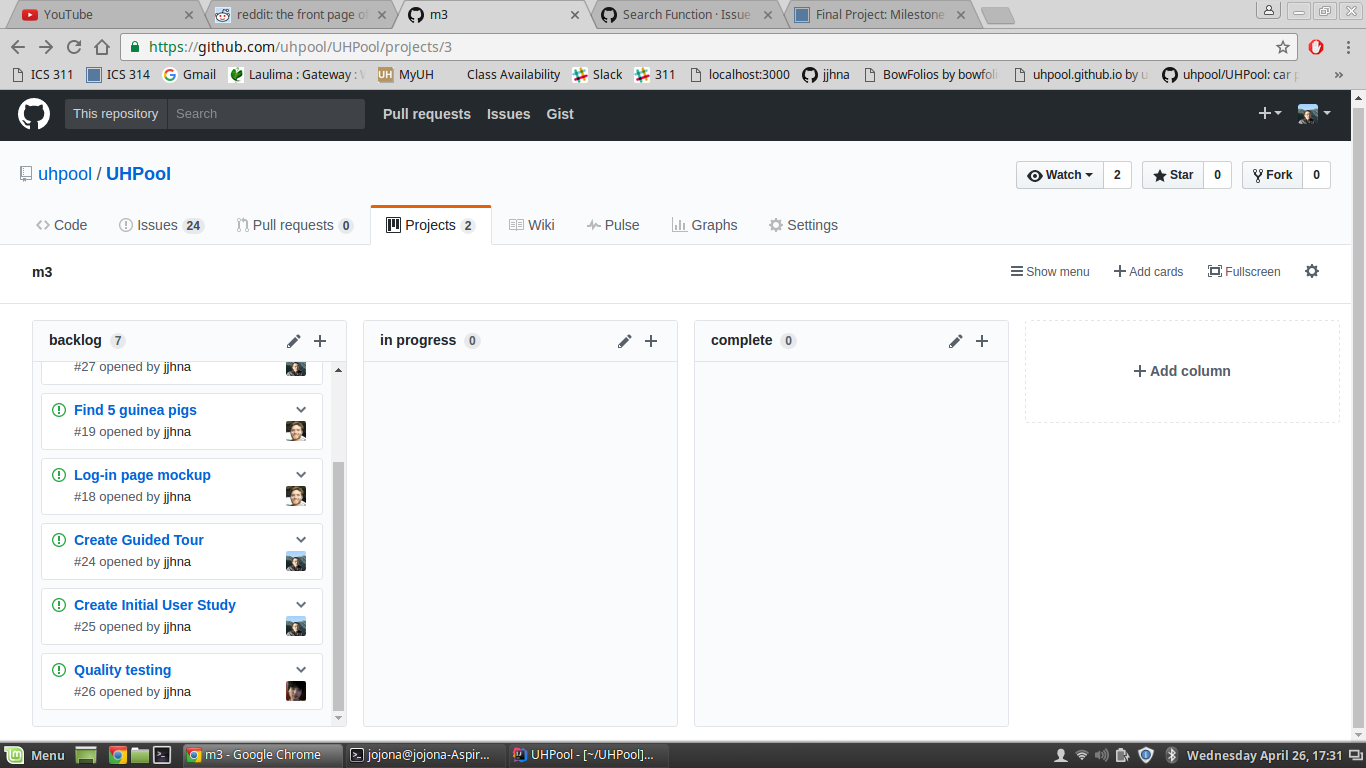 YouTube
reddit: the front page of
m3
Search Function · Issue
Final Project: Milestone
https://github.com/uhpool/UHPool/projects/3
ICS 311
ICS 314
Gmail
Laulima : Gateway :
UH MyUH
Class Availability
Slack
311
localhost:3000
jjhna
BowFolios by bowfoli
uhpool.github.io by u
uhpool/UHPool: car p
»
This repository
Search
Pull requests
Issues
Gist
uhpool / UHPool
Watch 2
Star 0
Fork 0
Code
Issues 24
Pull requests 0
Projects 2
Wiki
Pulse
Graphs
Settings
m3
Show menu
Add cards
Fullscreen
backlog 7
#27 opened by jjhna
Find 5 guinea pigs
#19 opened by jjhna
Log-in page mockup
#18 opened by jjhna
Create Guided Tour
#24 opened by jjhna
Create Initial User Study
#25 opened by jjhna
Quality testing
#26 opened by jjhna
in progress 0
complete 0
Add column
Menu
m3 - Google Chrome
jojona@jojona-Aspir...
UHPool - [~/UHPool]...
Wednesday April 26, 17:31